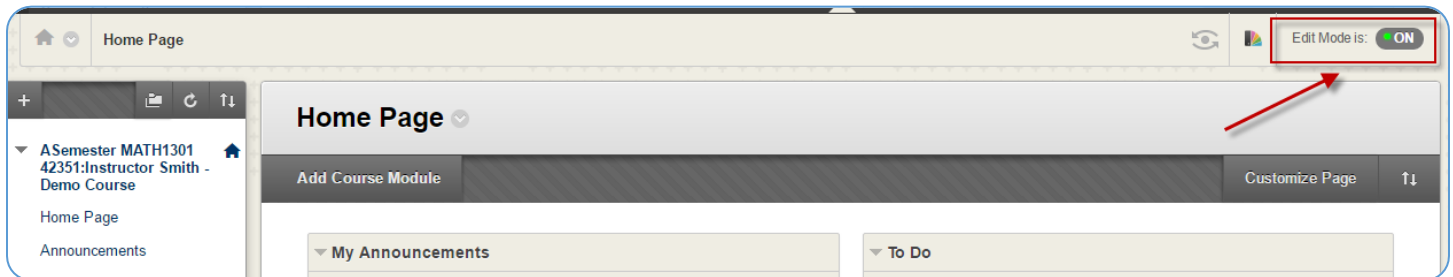 Home Page
Edit Mode is: ON
Home Page
ASemester MATH1301
42351:Instructor Smith -
Demo Course
Home Page
Announcements
Add Course Module
Customize Page
My Announcements
To Do